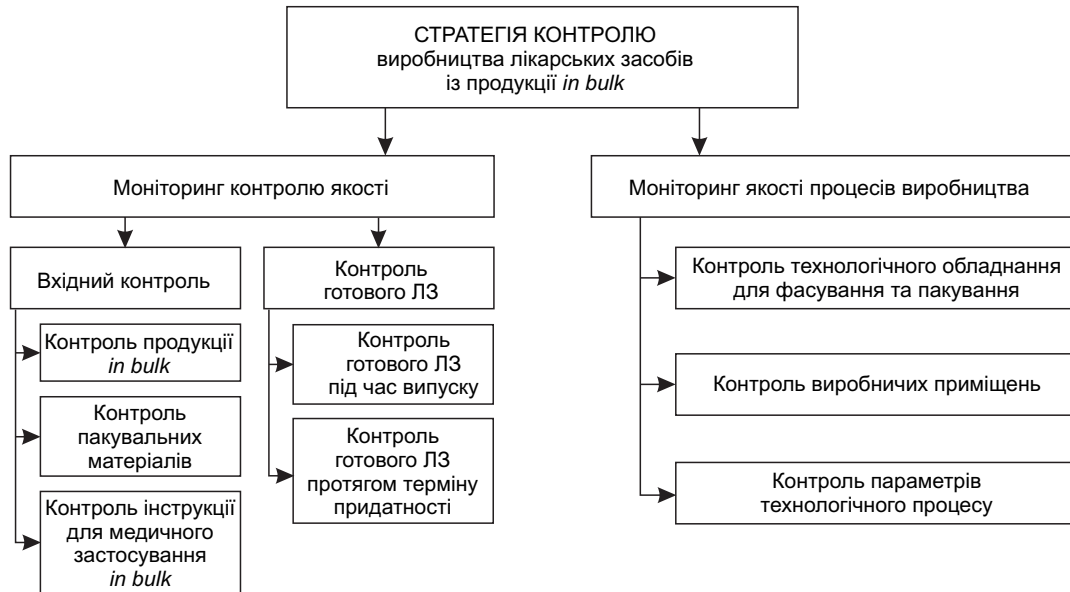 СТРАТЕГІЯ КОНТРОЛЮ
виробництва лікарських засобів
із продукції in bulk
Моніторинг контролю якості
Моніторинг якості процесів виробництва
Вхідний контроль
Контроль
готового ЛЗ
Контроль продукції
in bulk
Контроль
пакувальних
матеріалів
Контроль інструкції
для медичного
застосування
in bulk
Контроль
готового ЛЗ
під час випуску
Контроль
готового ЛЗ
протягом терміну
придатності
Контроль технологічного обладнання
для фасування та пакування
Контроль виробничих приміщень
Контроль параметрів
технологічного процесу